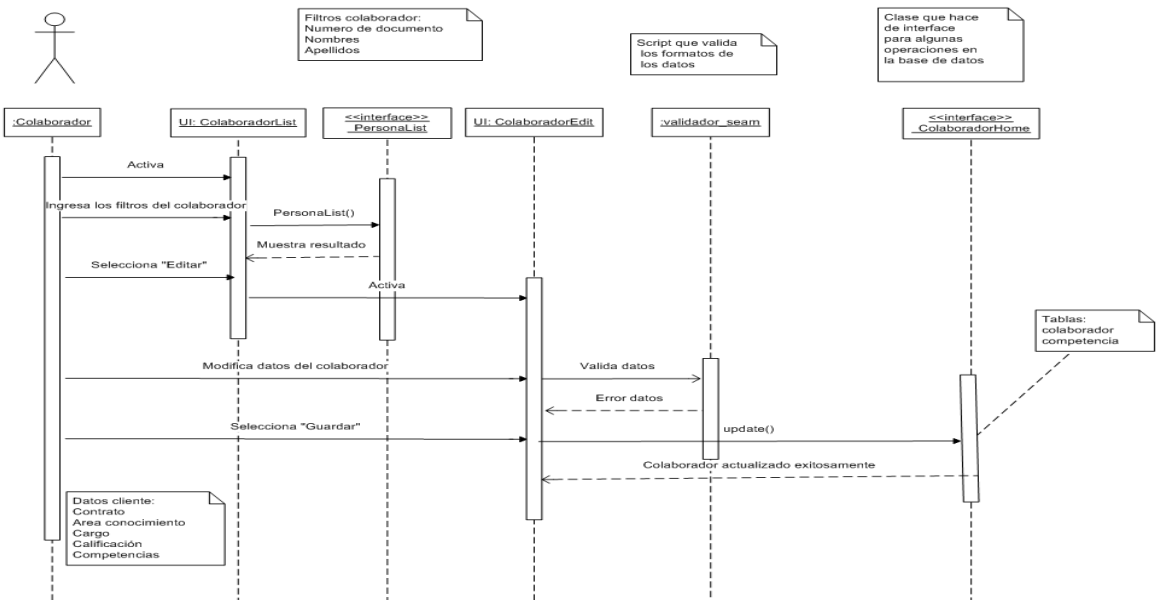 Filtros colaborador:
Numero de documento
Nombres
Apellidos
Script que valida
los formatos de
los datos
Clase que hace
de interface
para algunas
operaciones en
la base de datos
:Colaborador
UI: ColaboradorList
<<interface>>
_PersonaList
UI: ColaboradorEdit
:validador_seam
<<interface>>
_ColaboradorHome
Activa
Ingresa los filtros del colaborador
PersonaList()
Muestra resultado
Selecciona "Editar"
Activa
Tablas:
colaborador
competencia
Modifica datos del colaborador
Valida datos
Error datos
Selecciona "Guardar"
update()
Colaborador actualizado exitosamente
Datos cliente:
Contrato
Area conocimiento
Cargo
Calificación
Competencias